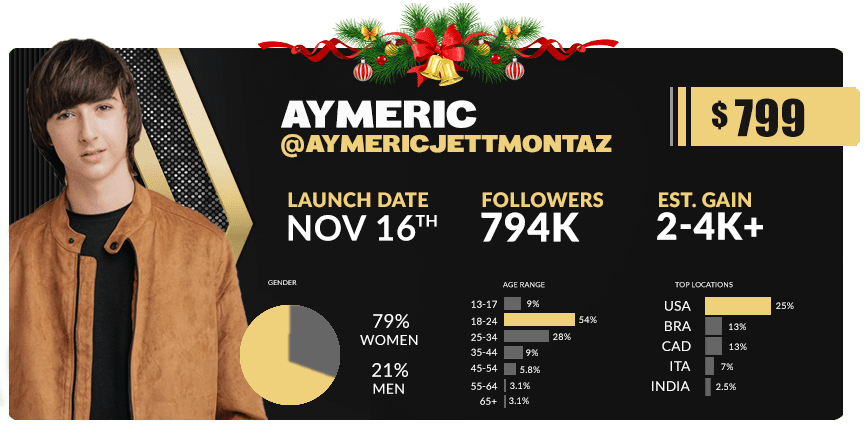 AYMERIC
@AYMERICJETTMONTAZ
$ 799
LAUNCH DATE
NOV 16TH
FOLLOWERS
794K
EST. GAIN
2-4K+
GENDER
79%
WOMEN
21%
MEN
AGE RANGE
13-17 9%
18-24 54%
25-34 28%
35-44 9%
45-54 5.8%
55-64 3.1%
65+ 3.1%
TOP LOCATIONS
USA 25%
BRA 13%
CAD 13%
ITA 7%
INDIA 2.5%